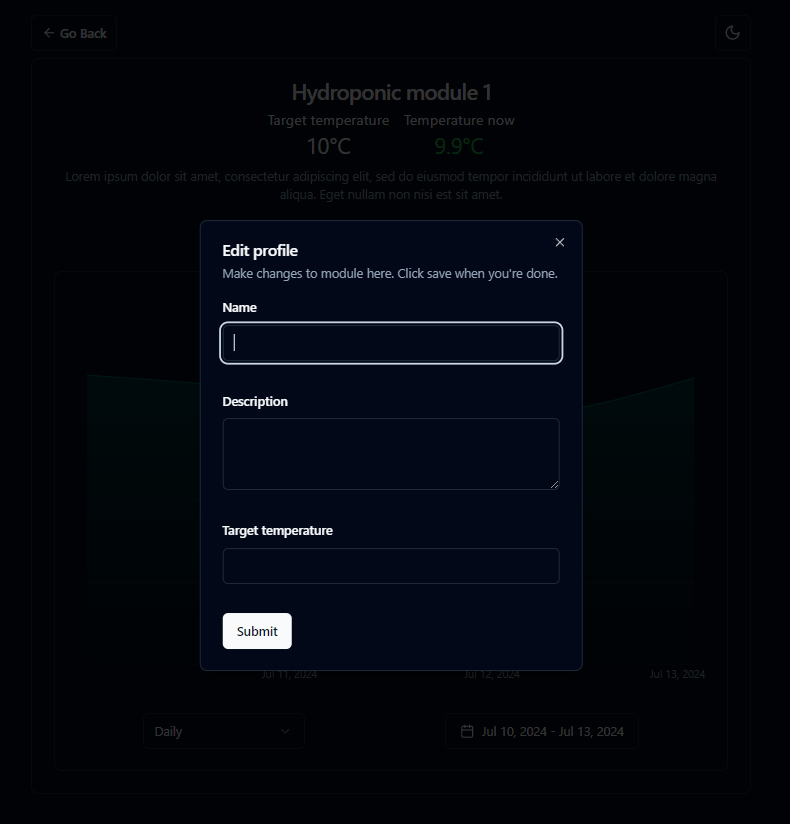 Go Back
Hydroponic module 1
Target temperature Temperature now
10°C 9.9°C
Lorem ipsum dolor sit amet, consectetur adipiscing elit, sed do eiusmod tempor incididunt ut labore et dolore magna
aliqua. Eget nullam non nisi est sit amet.
Edit profile
Make changes to module here. Click save when you're done.
Name
Description
Target temperature
Submit
Jul 11, 2024 Jul 12, 2024 Jul 13, 2024
Daily Jul 10, 2024 - Jul 13, 2024